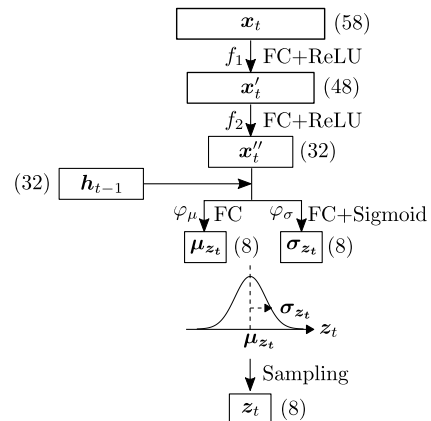 x_t (58)
f_1 FC+ReLU
x'_t (48)
f_2 FC+ReLU
x''_t (32)
(32) h_{t−1}
φ_μ FC φ_σ FC+Sigmoid
μ_{z_t} (8) σ_{z_t} (8)
σ_{z_t}
z_t
μ_{z_t}
Sampling
z_t (8)